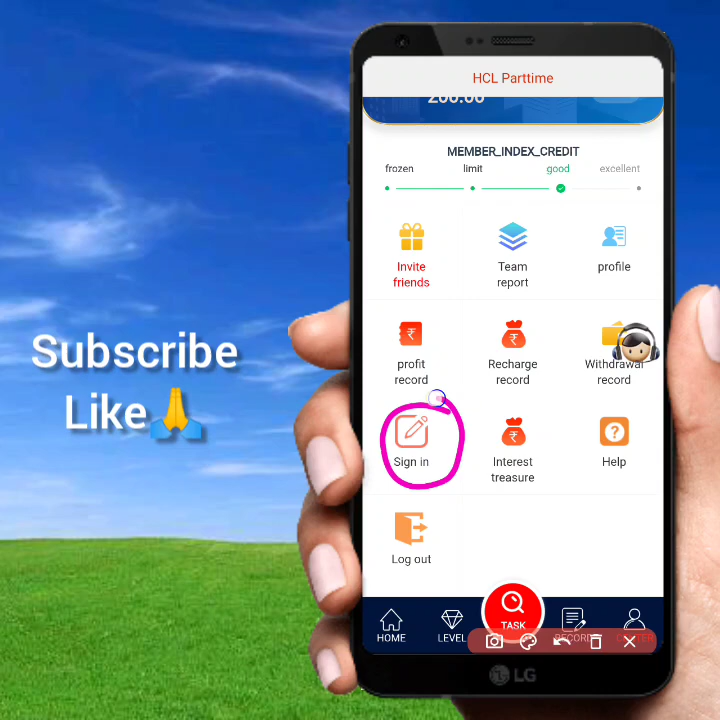 HCL Parttime
200.00
MEMBER_INDEX_CREDIT
frozen limit good excellent
Invite friends
Team report
profile
profit record
Recharge record
Withdrawal record
Sign in
Interest treasure
Help
Log out
HOME
LEVEL
TASK
RECORD
LG
Subscribe
Like🙏